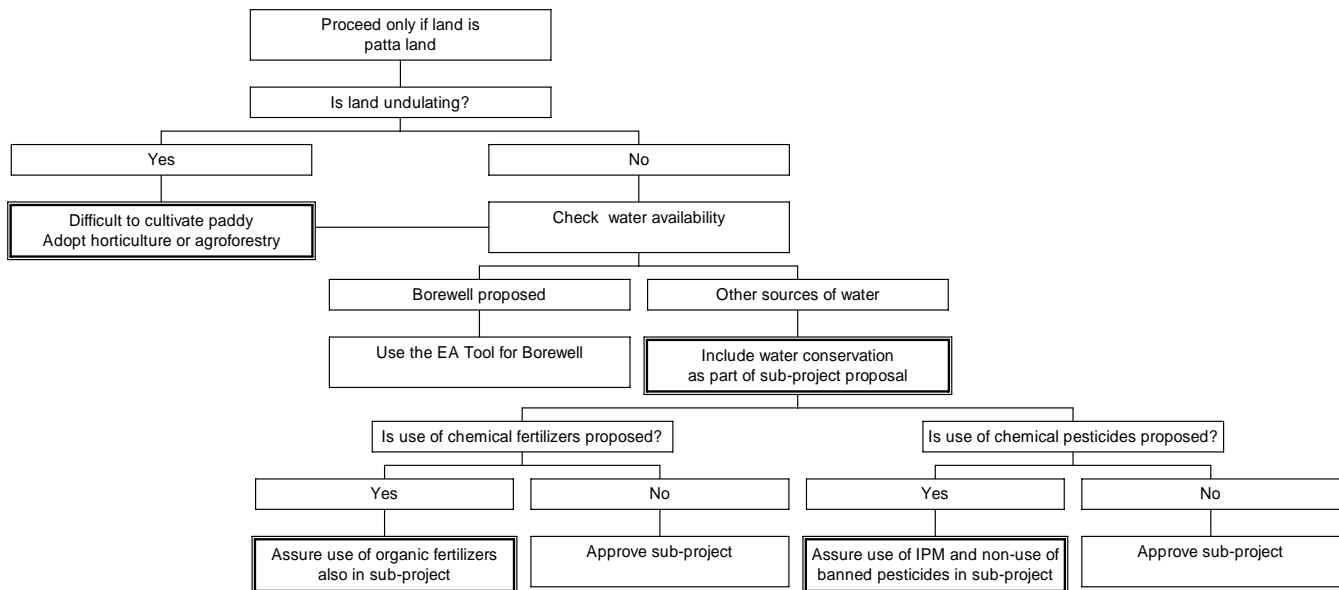 Proceed only if land is
patta land
Is land undulating?
Yes
No
Difficult to cultivate paddy
Adopt horticulture or agroforestry
Check water availability
Borewell proposed
Other sources of water
Use the EA Tool for Borewell
Include water conservation
as part of sub-project proposal
Is use of chemical fertilizers proposed?
Is use of chemical pesticides proposed?
Yes
No
Yes
No
Assure use of organic fertilizers
also in sub-project
Approve sub-project
Assure use of IPM and non-use of
banned pesticides in sub-project
Approve sub-project